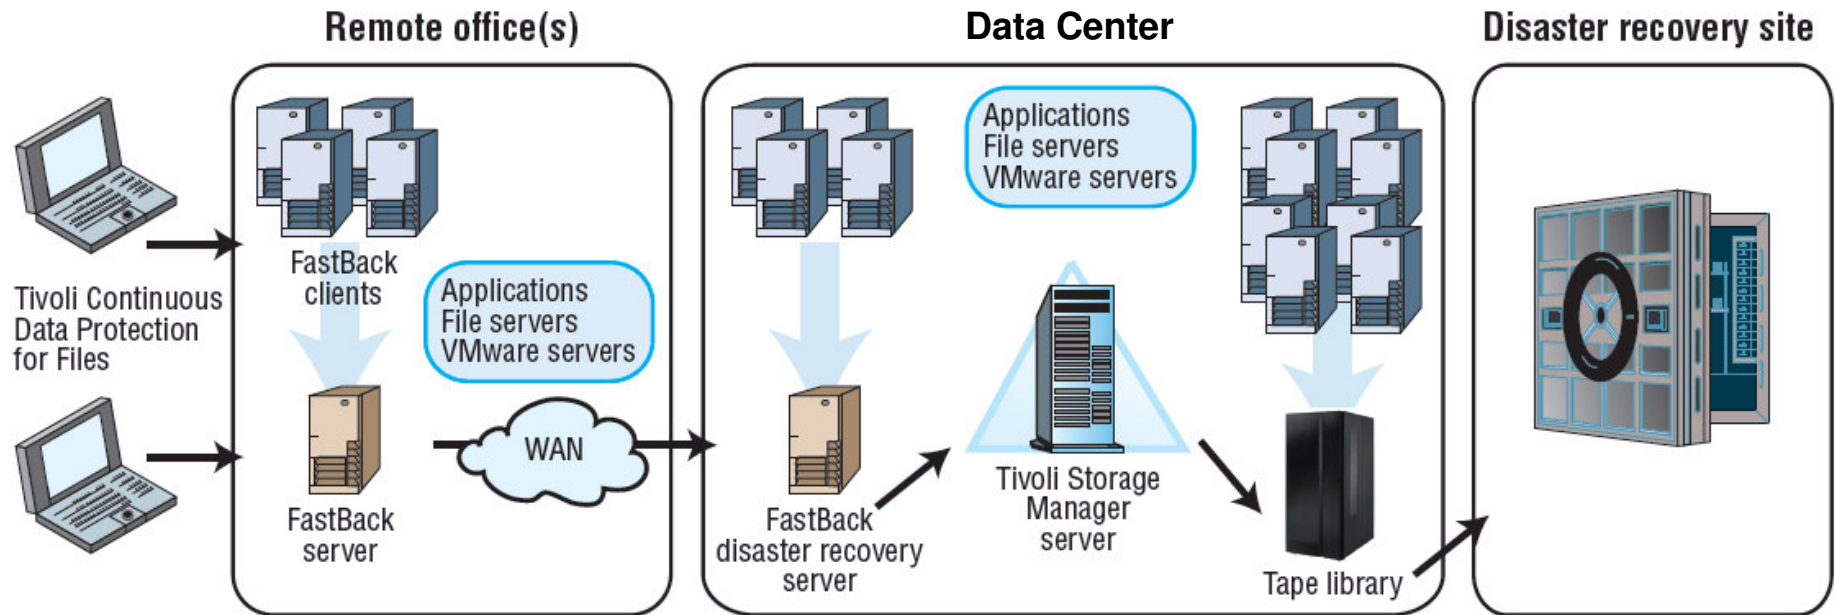 Remote office(s)
Data Center
Disaster recovery site
Tivoli Continuous
Data Protection
for Files
FastBack
clients
Applications
File servers
VMware servers
FastBack
server
WAN
Applications
File servers
VMware servers
FastBack
disaster recovery
server
Tivoli Storage
Manager
server
Tape library